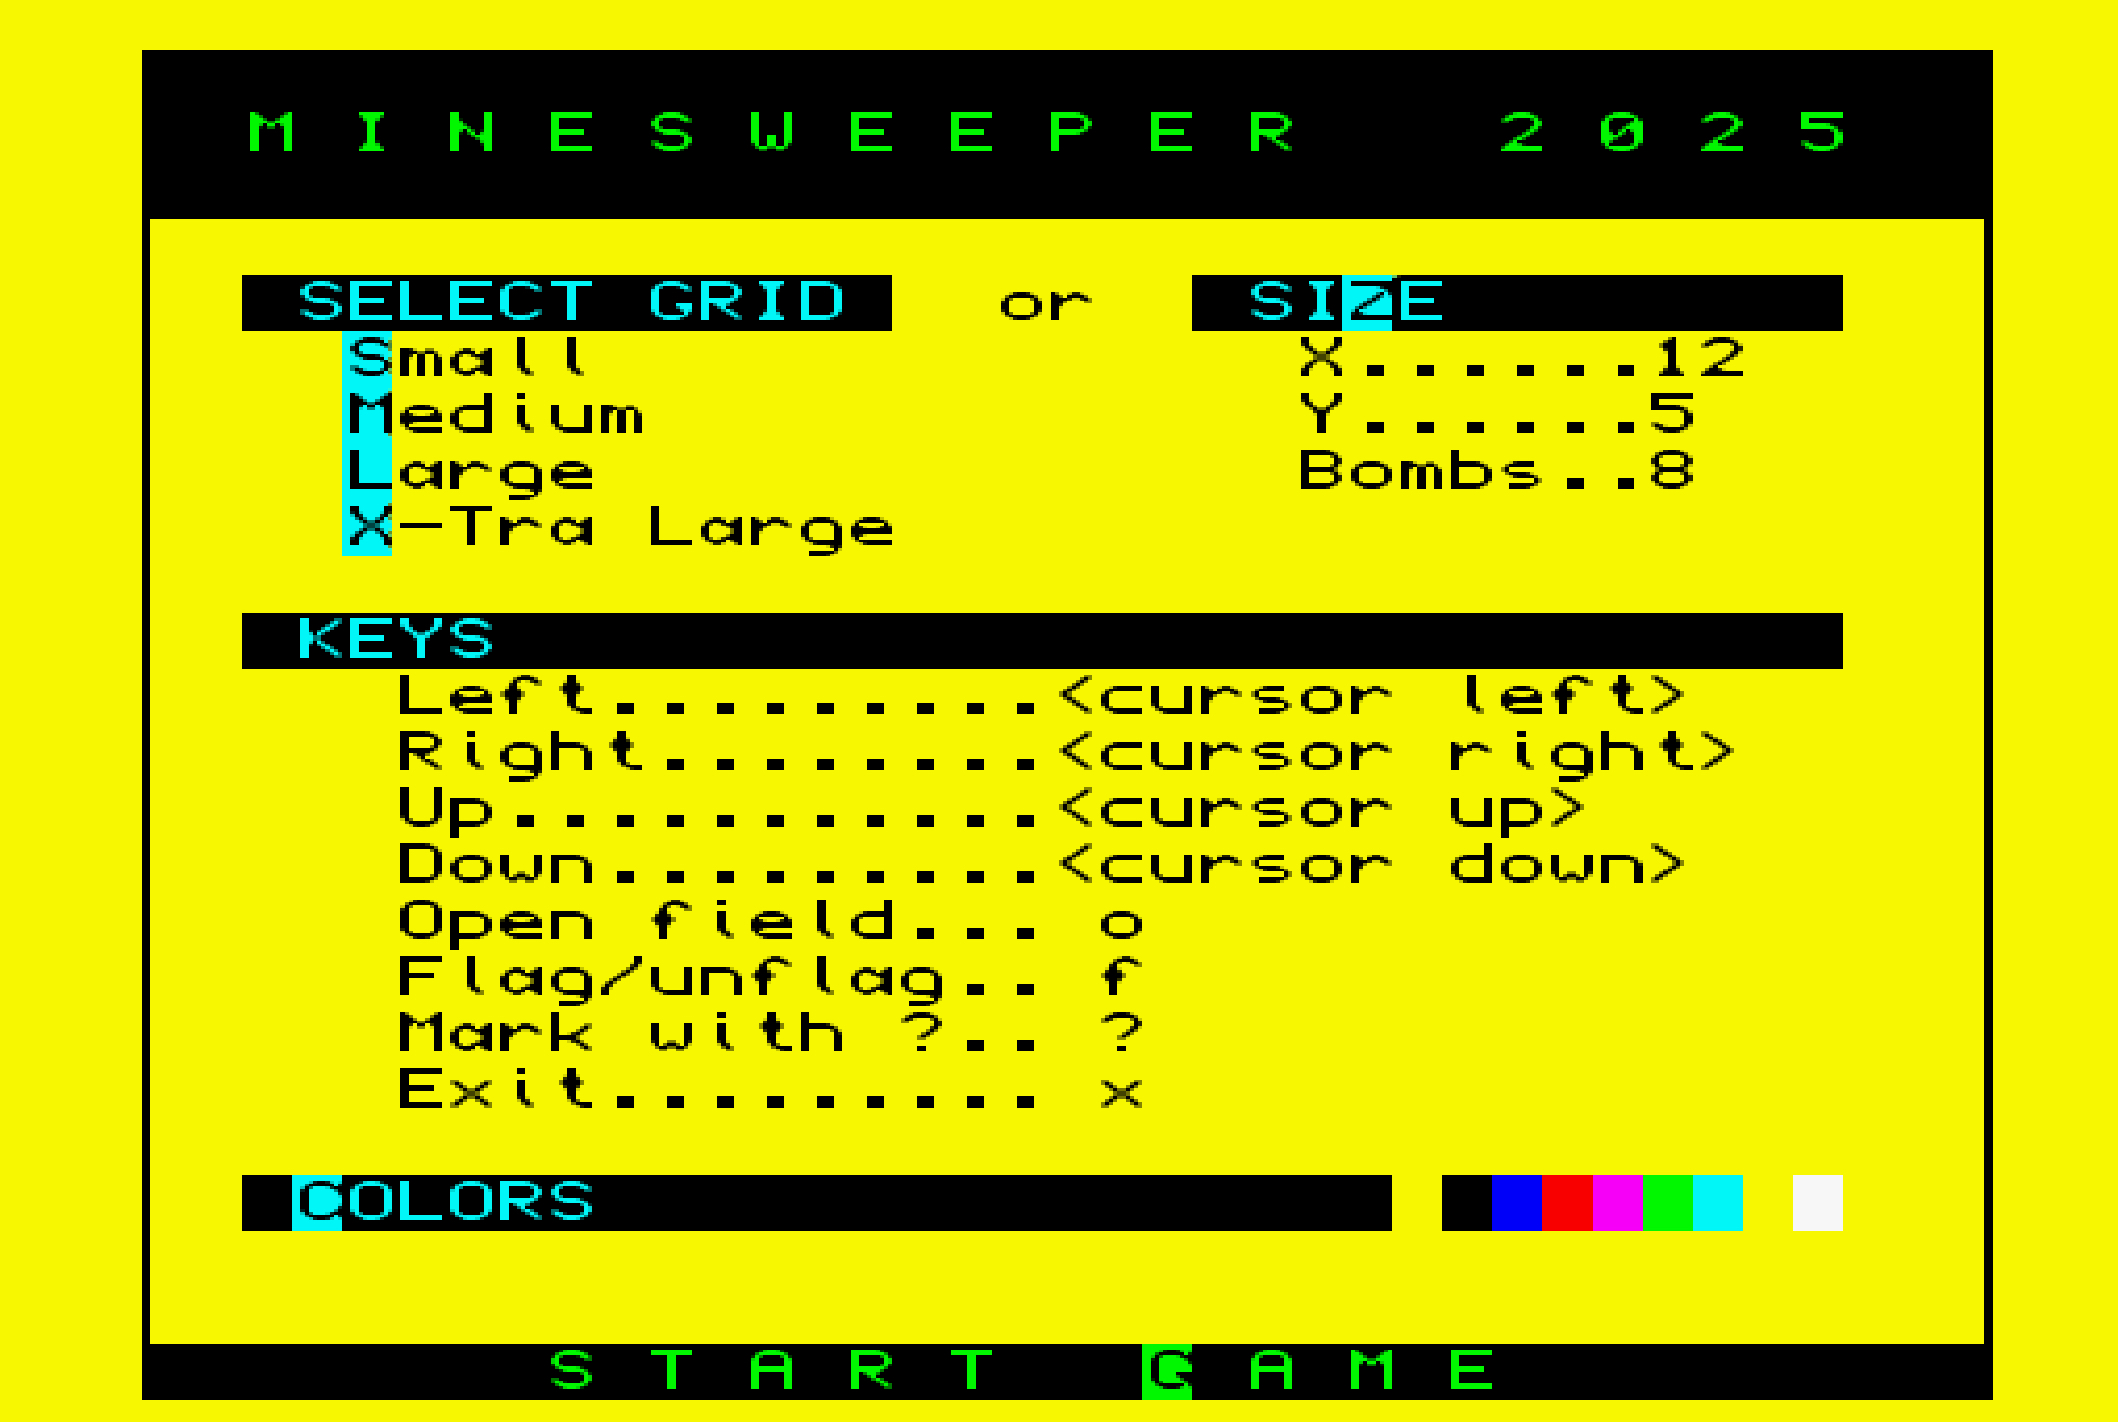 M I N E S W E E P E R   2 0 2 5
SELECT GRID or SIZE
Small X......12
Medium Y......5
Large Bombs..8
X-Tra Large
KEYS
Left.........<cursor left>
Right........<cursor right>
Up...........<cursor up>
Down.........<cursor down>
Open field... o
Flag/unflag.. f
Mark with ?.. ?
Exit......... x
COLORS
S T A R T   G A M E